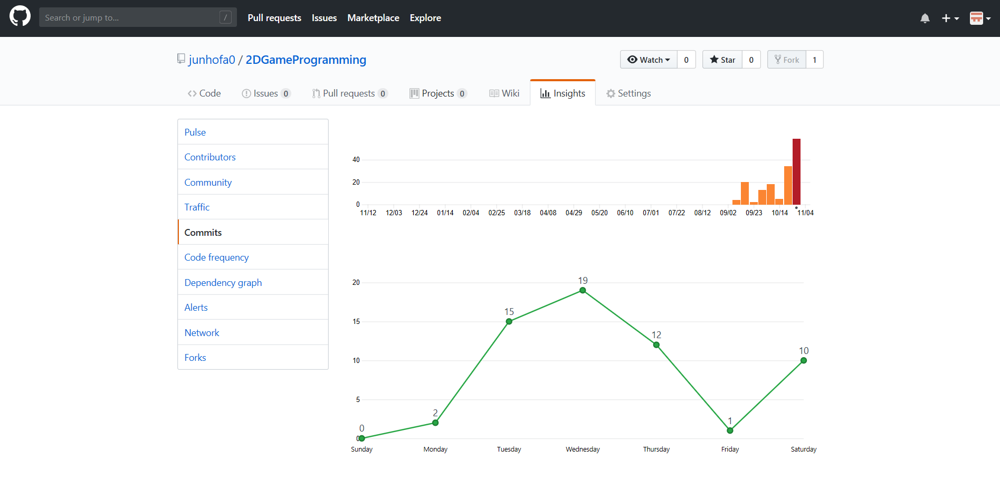 Search or jump to... / Pull requests Issues Marketplace Explore
junhofa0 / 2DGameProgramming Watch 0 Star 0 Fork 1
Code Issues 0 Pull requests 0 Projects 0 Wiki Insights Settings
Pulse
Contributors
Community
Traffic
Commits
Code frequency
Dependency graph
Alerts
Network
Forks
40
20
0
11/12 12/03 12/24 01/14 02/04 02/25 03/18 04/08 04/29 05/20 06/10 07/01 07/22 08/12 09/02 09/23 10/14 11/04
20
15
10
5
0
0
2
15
19
12
1
10
Sunday Monday Tuesday Wednesday Thursday Friday Saturday